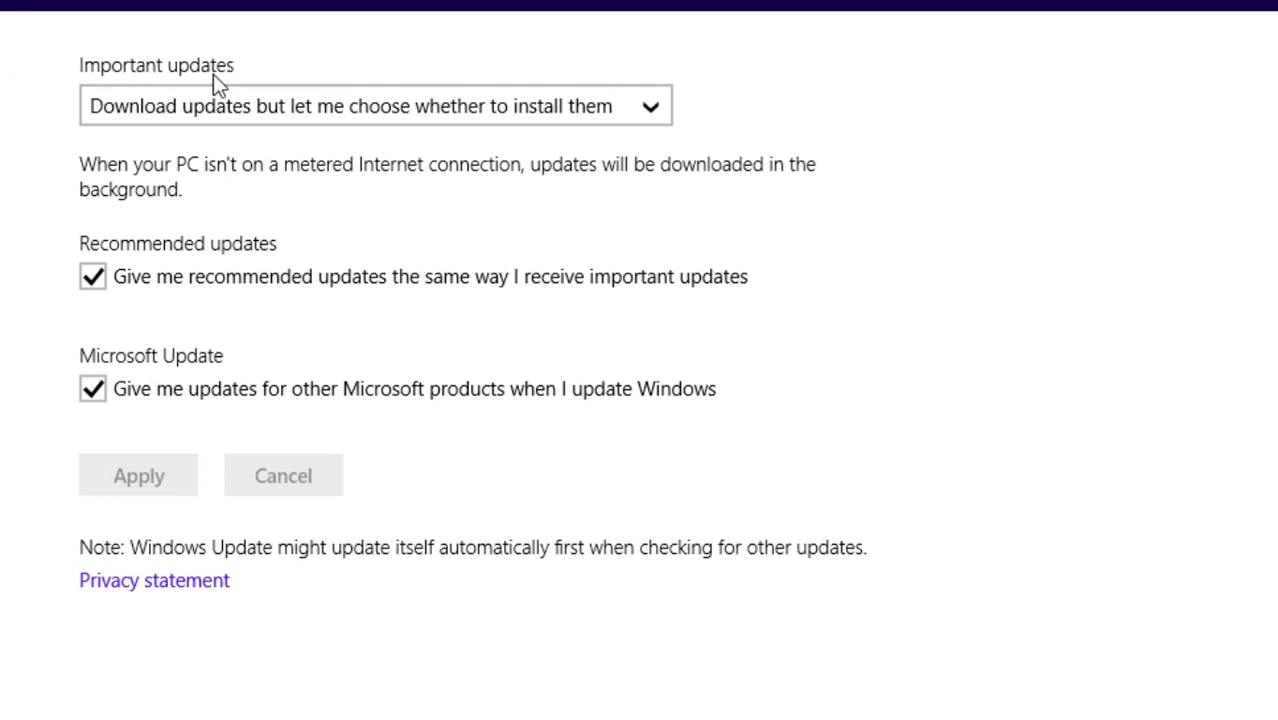 Important updates
Download updates but let me choose whether to install them
When your PC isn't on a metered Internet connection, updates will be downloaded in the
background.
Recommended updates
Give me recommended updates the same way I receive important updates
Microsoft Update
Give me updates for other Microsoft products when I update Windows
Apply Cancel
Note: Windows Update might update itself automatically first when checking for other updates.
Privacy statement